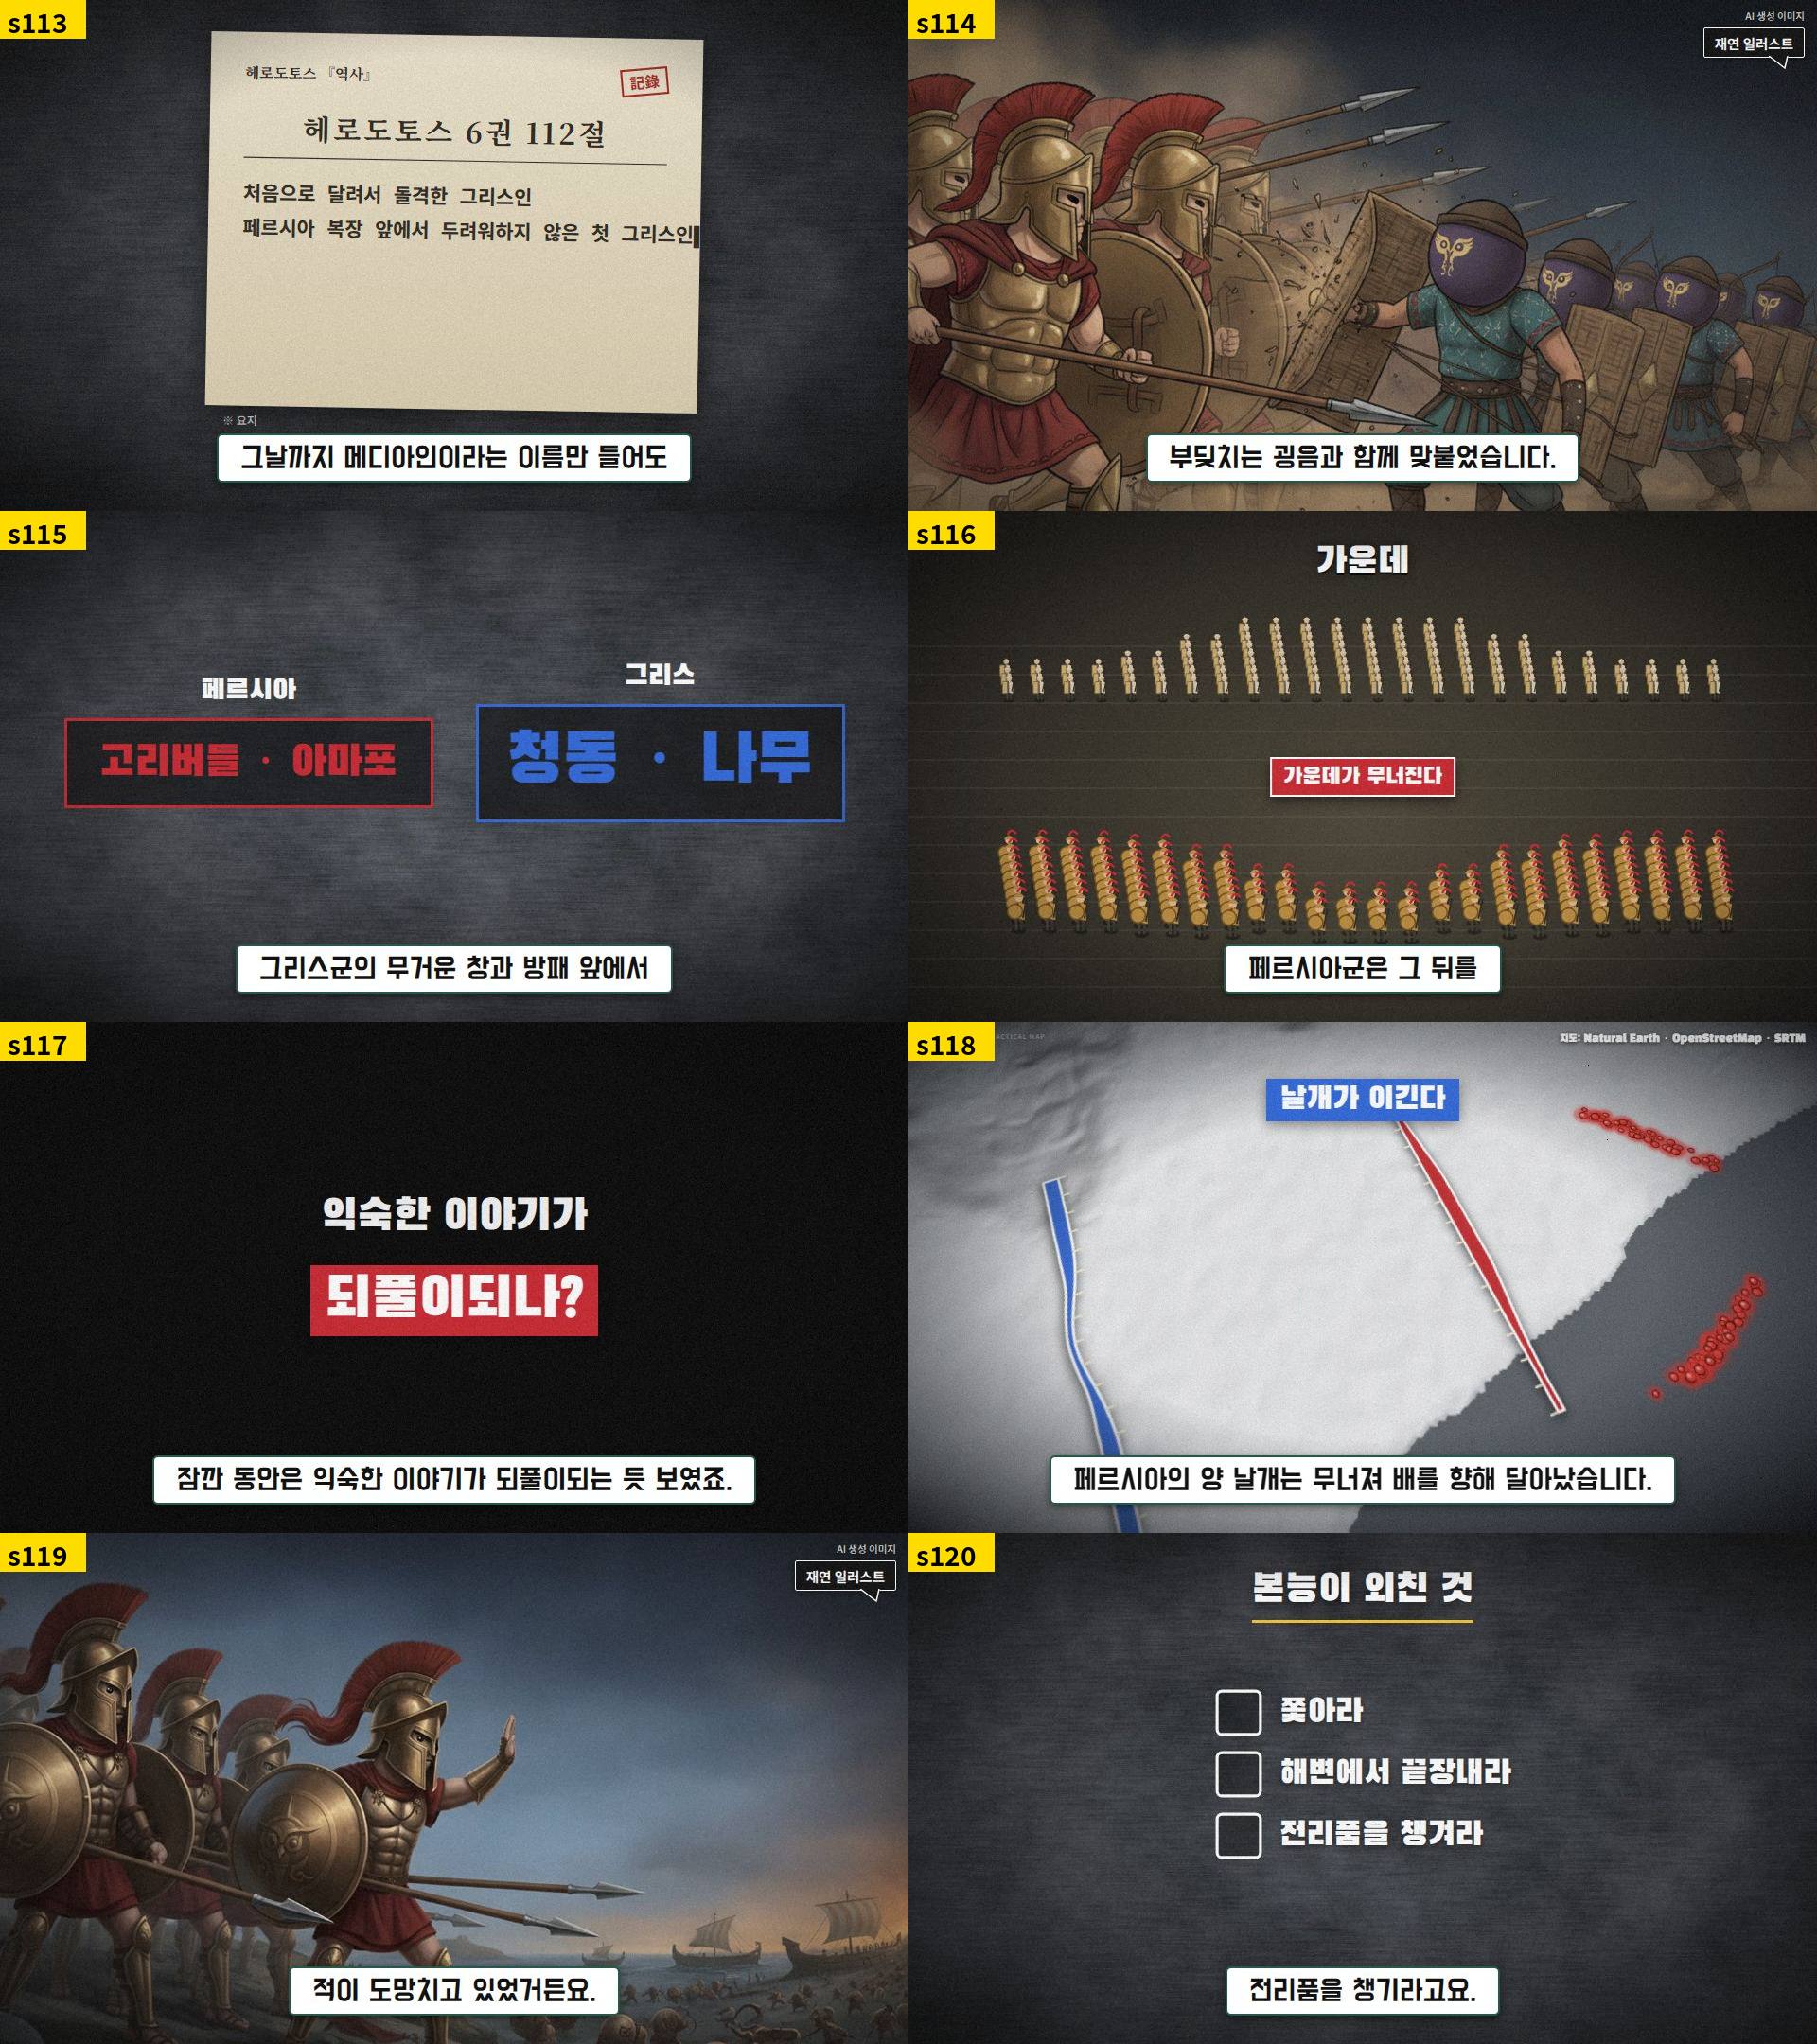 s113
헤로도토스 『역사』
記錄
헤로도토스 6권 112절
처음으로 달려서 돌격한 그리스인
페르시아 복장 앞에서 두려워하지 않은 첫 그리스인
※ 요지
그날까지 메디아인이라는 이름만 들어도
s114
AI 생성 이미지
재연 일러스트
부딪치는 굉음과 함께 맞붙었습니다.
s115
페르시아
고리버들 · 아마포
그리스
청동 · 나무
그리스군의 무거운 창과 방패 앞에서
s116
가운데
가운데가 무너진다
페르시아군은 그 뒤를
s117
익숙한 이야기가
되풀이되나?
잠깐 동안은 익숙한 이야기가 되풀이되는 듯 보였죠.
s118
ACTICAL MAP
지도: Natural Earth · OpenStreetMap · SRTM
날개가 이긴다
페르시아의 양 날개는 무너져 배를 향해 달아났습니다.
s119
AI 생성 이미지
재연 일러스트
적이 도망치고 있었거든요.
s120
본능이 외친 것
쫓아라
해변에서 끝장내라
전리품을 챙겨라
전리품을 챙기라고요.